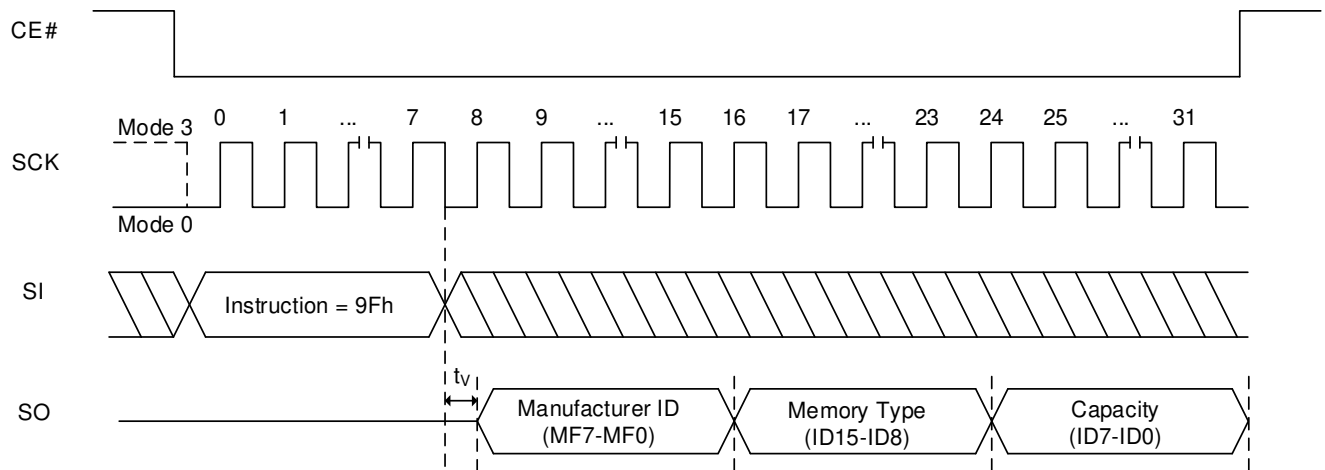 CE#
Mode 3
0 1 ... 7 8 9 ... 15 16 17 ... 23 24 25 ... 31
SCK
Mode 0
SI
Instruction = 9Fh
tV
SO
Manufacturer ID
(MF7-MF0)
Memory Type
(ID15-ID8)
Capacity
(ID7-ID0)